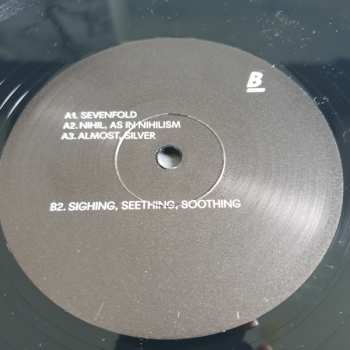 B
A1. SEVENFOLD
A2. NIHIL, AS IN NIHILISM
A3. ALMOST, SILVER
B2. SIGHING, SEETHING, SOOTHING